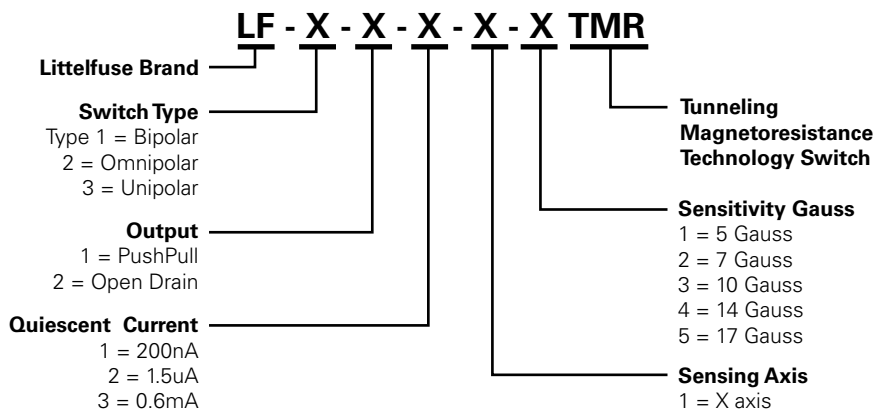 LF - X - X - X - X - X TMR
Littelfuse Brand
Switch Type
Type 1 = Bipolar
2 = Omnipolar
3 = Unipolar
Output
1 = PushPull
2 = Open Drain
Quiescent Current
1 = 200nA
2 = 1.5uA
3 = 0.6mA
Tunneling
Magnetoresistance
Technology Switch
Sensitivity Gauss
1 = 5 Gauss
2 = 7 Gauss
3 = 10 Gauss
4 = 14 Gauss
5 = 17 Gauss
Sensing Axis
1 = X axis